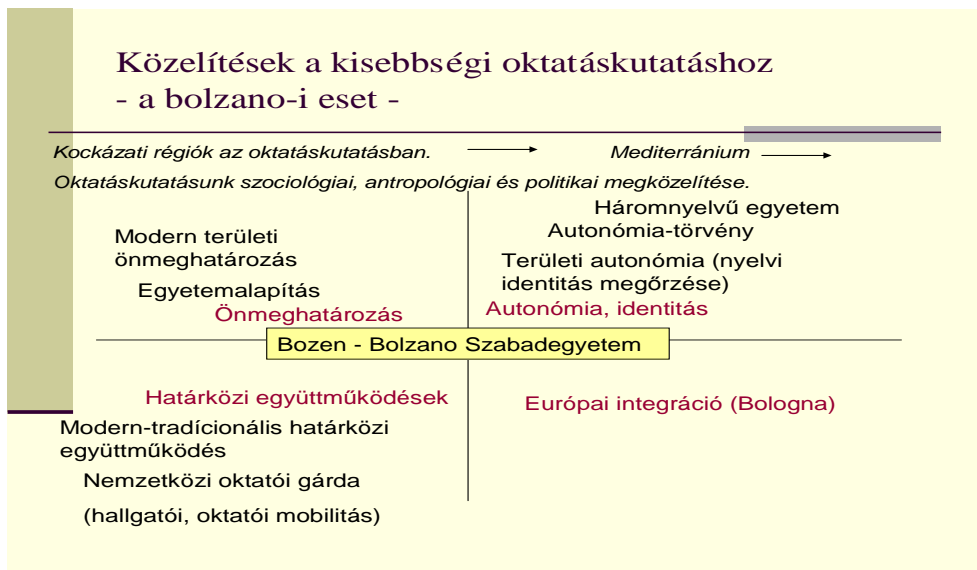 Közelítések a kisebbségi oktatáskutatáshoz
- a bolzano-i eset -
Kockázati régiók az oktatáskutatásban.
Mediterránium
Oktatáskutatásunk szociológiai, antropológiai és politikai megközelítése.
Modern területi
önmeghatározás
Egyetemalapítás
Önmeghatározás
Háromnyelvű egyetem
Autonómia-törvény
Területi autonómia (nyelvi
identitás megőrzése)
Autonómia, identitás
Bozen - Bolzano Szabadegyetem
Határközi együttműködések
Modern-tradícionális határközi
együttműködés
Nemzetközi oktatói gárda
(hallgatói, oktatói mobilitás)
Európai integráció (Bologna)